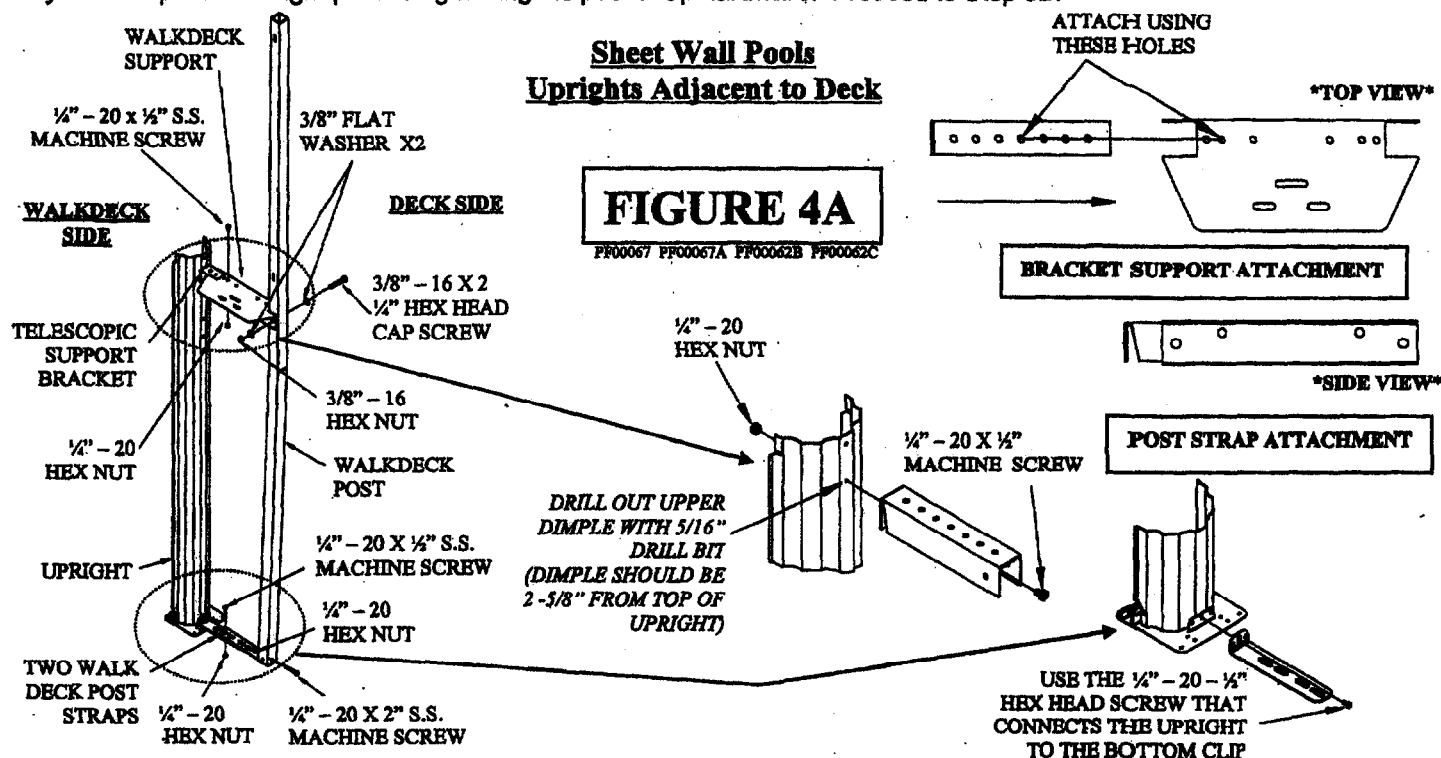 Sheet Wall Pools
Uprights Adjacent to Deck
FIGURE 4A
PF00067 PF00067A PF00062B PF00062C
WALKDECK
SUPPORT
¼" – 20 x ½" S.S.
MACHINE SCREW
3/8" FLAT
WASHER X2
WALKDECK
SIDE
DECK SIDE
3/8" – 16 X 2
¼" HEX HEAD
CAP SCREW
TELESCOPIC
SUPPORT
BRACKET
3/8" – 16
HEX NUT
¼" – 20
HEX NUT
WALKDECK
POST
UPRIGHT
¼" – 20 X ½" S.S.
MACHINE SCREW
¼" – 20
HEX NUT
TWO WALK
DECK POST
STRAPS
¼" – 20
HEX NUT
¼" – 20 X 2" S.S.
MACHINE SCREW
ATTACH USING
THESE HOLES
*TOP VIEW*
BRACKET SUPPORT ATTACHMENT
*SIDE VIEW*
¼" – 20
HEX NUT
¼" – 20 X ½"
MACHINE SCREW
DRILL OUT UPPER
DIMPLE WITH 5/16"
DRILL BIT
(DIMPLE SHOULD BE
2 -5/8" FROM TOP OF
UPRIGHT)
POST STRAP ATTACHMENT
USE THE ¼" – 20 – ½"
HEX HEAD SCREW THAT
CONNECTS THE UPRIGHT
TO THE BOTTOM CLIP